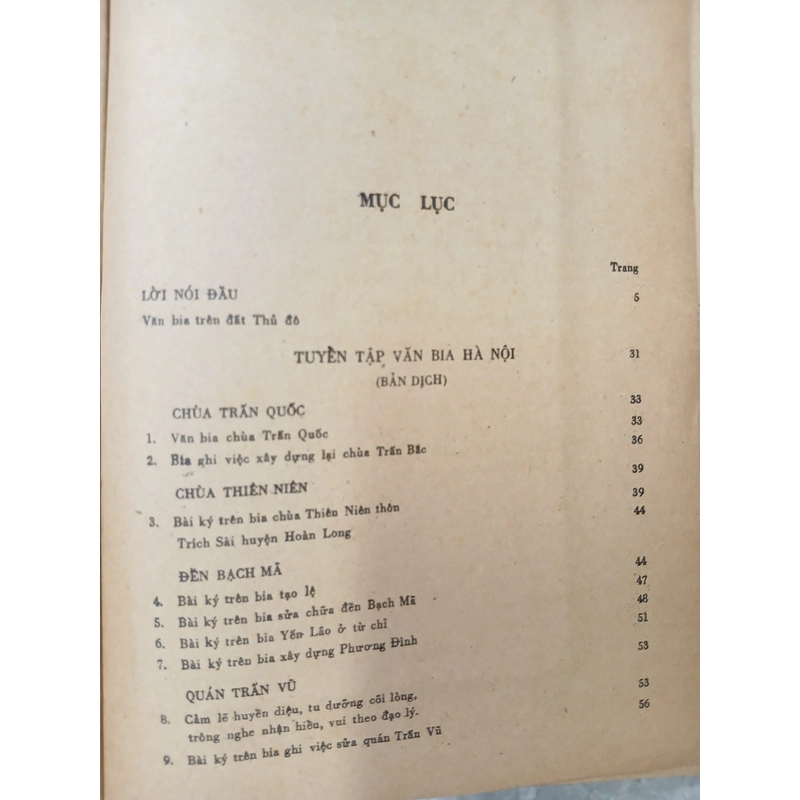 MỤC LỤC
Trang
LỜI NÓI ĐẦU 5
Văn bia trên đất Thủ đô
TUYỂN TẬP VĂN BIA HÀ NỘI 31
(BẢN DỊCH)
CHÙA TRẤN QUỐC 33
1. Văn bia chùa Trấn Quốc 33
2. Bia ghi việc xây dựng lại chùa Trấn Bắc 36
CHÙA THIÊN NIÊN 39
3. Bài ký trên bia chùa Thiên Niên thôn 39
Trích Sài huyện Hoàn Long
44
ĐỀN BẠCH MÃ
4. Bài ký trên bia tạo lệ 44
5. Bài ký trên bia sửa chữa đền Bạch Mã 47
6. Bài ký trên bia Yến Lão ở từ chỉ 48
7. Bài ký trên bia xây dựng Phương Đình 51
QUÁN TRẤN VŨ 53
8. Cảm lẽ huyền diệu, tu dưỡng cõi lòng, 53
trông nghe nhận hiểu, vui theo đạo lý.
9. Bài ký trên bia ghi việc sửa quán Trấn Vũ 56